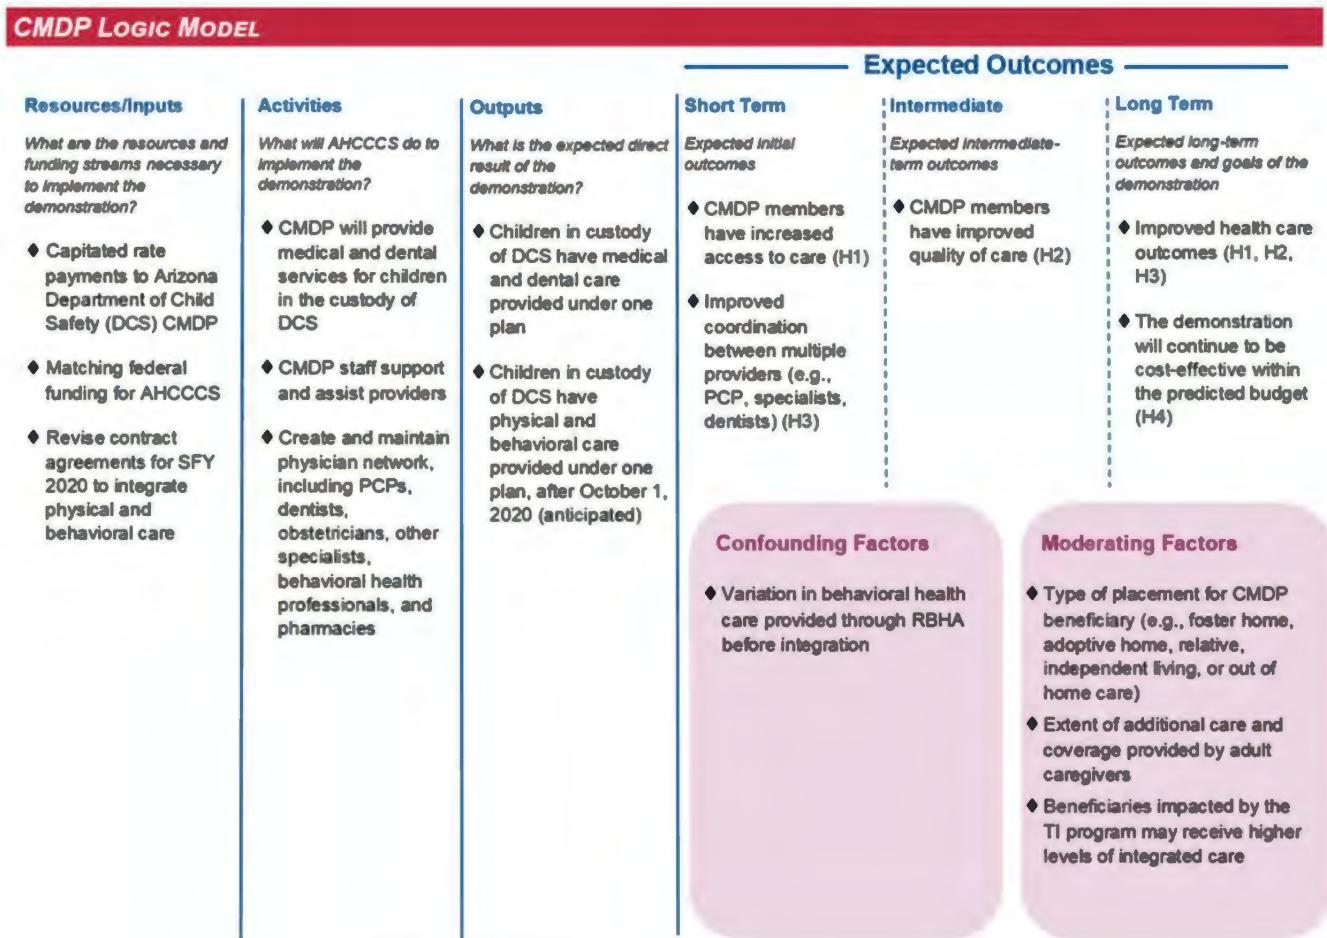 CMDP LOGIC MODEL
Expected Outcomes
Resources/Inputs
What are the resources and
funding streams necessary
to implement the
demonstration?
♦ Capitated rate
payments to Arizona
Department of Child
Safety (DCS) CMDP
♦ Matching federal
funding for AHCCCS
♦ Revise contract
agreements for SFY
2020 to integrate
physical and
behavioral care
Activities
What will AHCCCS do to
implement the
demonstration?
♦ CMDP will provide
medical and dental
services for children
in the custody of
DCS
♦ CMDP staff support
and assist providers
♦ Create and maintain
physician network,
including PCPs,
dentists,
obstetricians, other
specialists,
behavioral health
professionals, and
pharmacies
Outputs
What is the expected direct
result of the
demonstration?
♦ Children in custody
of DCS have medical
and dental care
provided under one
plan
♦ Children in custody
of DCS have
physical and
behavioral care
provided under one
plan, after October 1,
2020 (anticipated)
Short Term
Expected initial
outcomes
♦ CMDP members
have increased
access to care (H1)
♦ Improved
coordination
between multiple
providers (e.g.,
PCP, specialists,
dentists) (H3)
Intermediate
Expected intermediate-
term outcomes
♦ CMDP members
have improved
quality of care (H2)
Long Term
Expected long-term
outcomes and goals of the
demonstration
♦ Improved health care
outcomes (H1, H2,
H3)
♦ The demonstration
will continue to be
cost-effective within
the predicted budget
(H4)
Confounding Factors
♦ Variation in behavioral health
care provided through RBHA
before integration
Moderating Factors
♦ Type of placement for CMDP
beneficiary (e.g., foster home,
adoptive home, relative,
independent living, or out of
home care)
♦ Extent of additional care and
coverage provided by adult
caregivers
♦ Beneficiaries impacted by the
TI program may receive higher
levels of integrated care